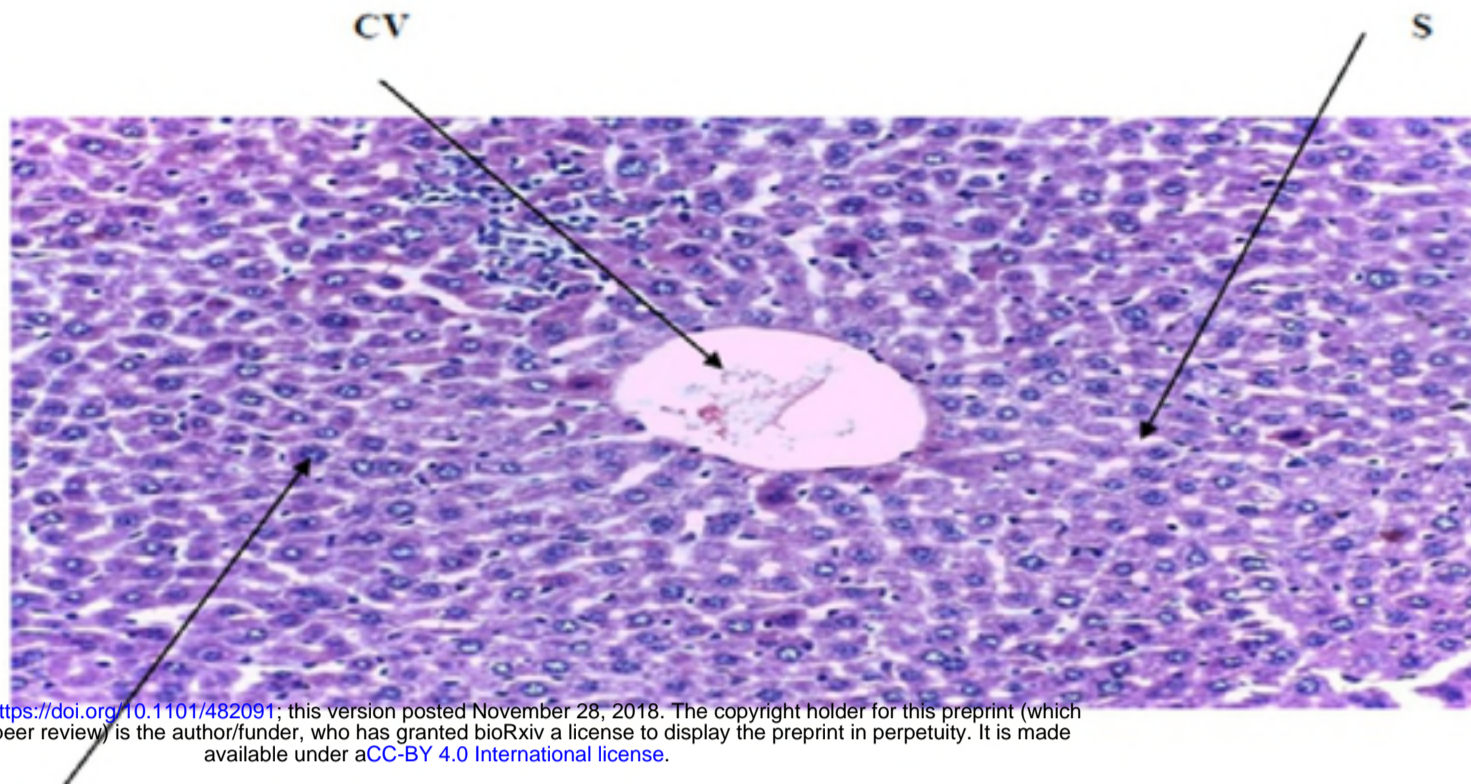 CV
S
ttps://doi.org/10.1101/482091; this version posted November 28, 2018. The copyright holder for this preprint (which
peer review) is the author/funder, who has granted bioRxiv a license to display the preprint in perpetuity. It is made
available under aCC-BY 4.0 International license.